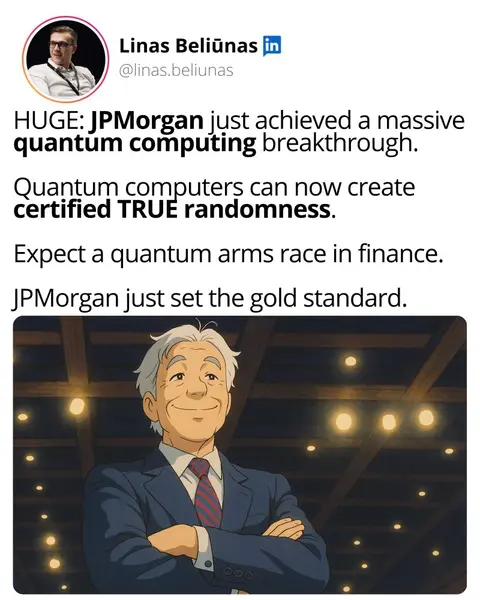 Linas Beliūnas in
@linas.beliunas
HUGE: JPMorgan just achieved a massive
quantum computing breakthrough.
Quantum computers can now create
certified TRUE randomness.
Expect a quantum arms race in finance.
JPMorgan just set the gold standard.